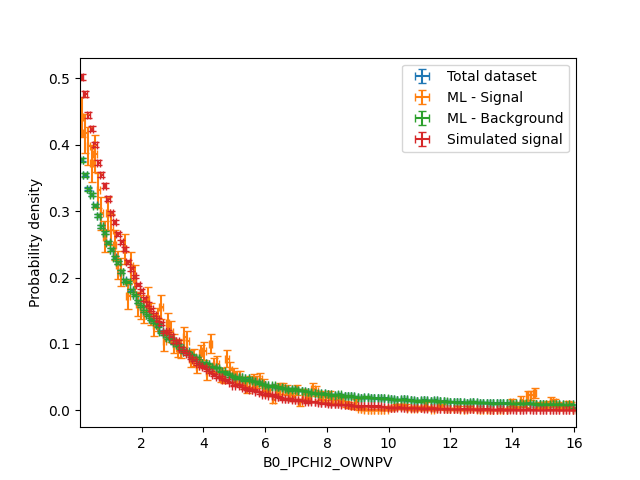 Total dataset
ML - Signal
ML - Background
Simulated signal
0.5
0.4
0.3
0.2
0.1
0.0
Probability density
2 4 6 8 10 12 14 16
B0_IPCHI2_OWNPV